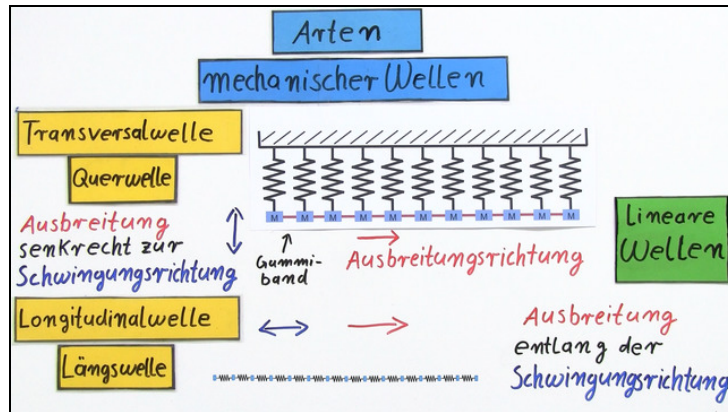 Arten
mechanischer Wellen
Transversalwelle
Querwelle
Ausbreitung
senkrecht zur
Schwingungsrichtung
M M M M M M M M M M M
Gummi-
band
Ausbreitungsrichtung
Lineare
Wellen
Longitudinalwelle
Längswelle
Ausbreitung
entlang der
Schwingungsrichtung